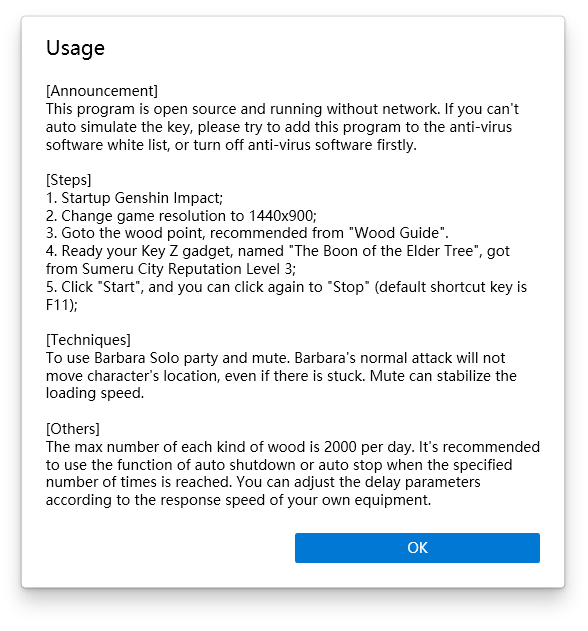 Usage
[Announcement]
This program is open source and running without network. If you can't
auto simulate the key, please try to add this program to the anti-virus
software white list, or turn off anti-virus software firstly.
[Steps]
1. Startup Genshin Impact;
2. Change game resolution to 1440x900;
3. Goto the wood point, recommended from "Wood Guide".
4. Ready your Key Z gadget, named "The Boon of the Elder Tree", got
from Sumeru City Reputation Level 3;
5. Click "Start", and you can click again to "Stop" (default shortcut key is
F11);
[Techniques]
To use Barbara Solo party and mute. Barbara's normal attack will not
move character's location, even if there is stuck. Mute can stabilize the
loading speed.
[Others]
The max number of each kind of wood is 2000 per day. It's recommended
to use the function of auto shutdown or auto stop when the specified
number of times is reached. You can adjust the delay parameters
according to the response speed of your own equipment.
OK